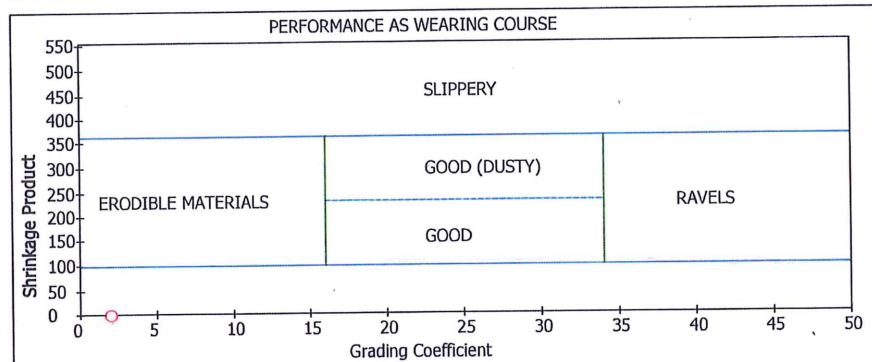 PERFORMANCE AS WEARING COURSE
Shrinkage Product
550
500
450
400
350
300
250
200
150
100
50
0
SLIPPERY
ERODIBLE MATERIALS
GOOD (DUSTY)
GOOD
RAVELS
0 5 10 15 20 25 30 35 40 45 50
Grading Coefficient